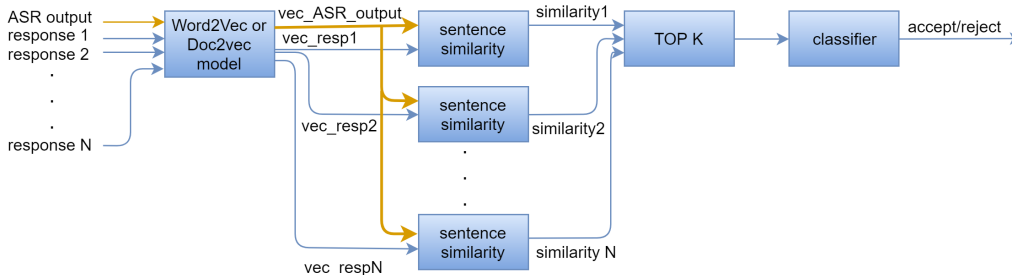 ASR output
response 1
response 2
.
.
.
response N
Word2Vec or
Doc2vec
model
vec_ASR_output
vec_resp1
vec_resp2
vec_respN
sentence
similarity
sentence
similarity
.
.
.
sentence
similarity
similarity1
similarity2
similarity N
TOP K
classifier
accept/reject